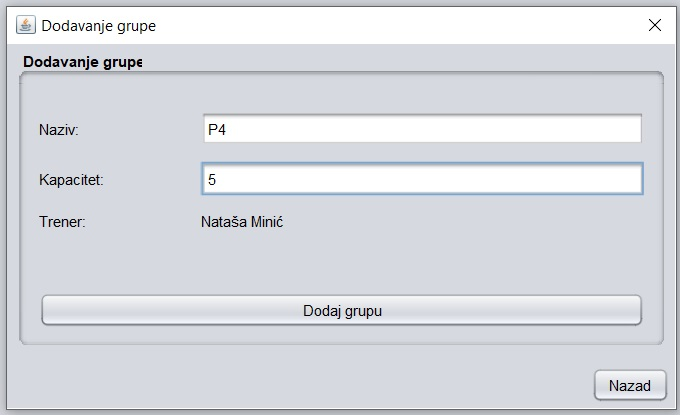 Dodavanje grupe
Dodavanje grupe
Naziv: P4
Kapacitet: 5
Trener: Nataša Minić
Dodaj grupu
Nazad